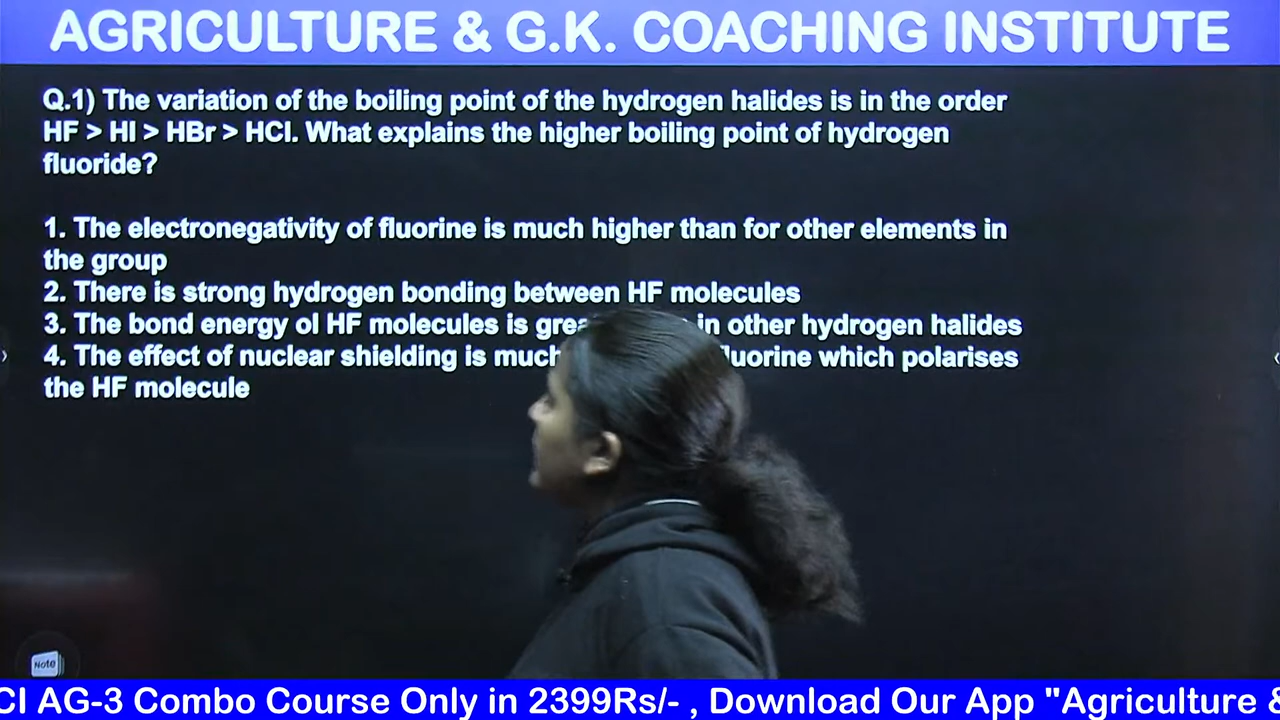 AGRICULTURE & G.K. COACHING INSTITUTE
Q.1) The variation of the boiling point of the hydrogen halides is in the order
HF > HI > HBr > HCl. What explains the higher boiling point of hydrogen
fluoride?
1. The electronegativity of fluorine is much higher than for other elements in
the group
2. There is strong hydrogen bonding between HF molecules
3. The bond energy ol HF molecules is in other hydrogen halides
4. The effect of nuclear shielding is much which polarises
the HF molecule
Note
CI AG-3 Combo Course Only in 2399Rs/- , Download Our App "Agriculture &